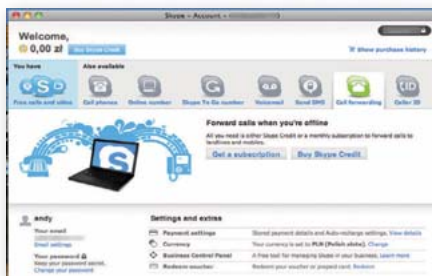 Skype – Account –
Welcome,
0,00 zł Buy Skype Credit
Show purchase history
You have Also available
Free calls and video Call phones Online number Skype To Go number Voicemail Send SMS Call forwarding Caller ID
Forward calls when you're offline
All you need is either Skype Credit or a monthly subscription to forward calls to
landlines and mobiles.
Get a subscription Buy Skype Credit
andy
Your email
Email settings
Your password
Keep your password secret.
Change your password
Settings and extras
Payment settings Stored payment details and Auto-recharge settings. View details
Currency Your currency is set to PLN (Polish zloty). Change
Business Control Panel A free tool for managing Skype in your business. Learn more
Redeem voucher Redeem your voucher or prepaid card. Redeem